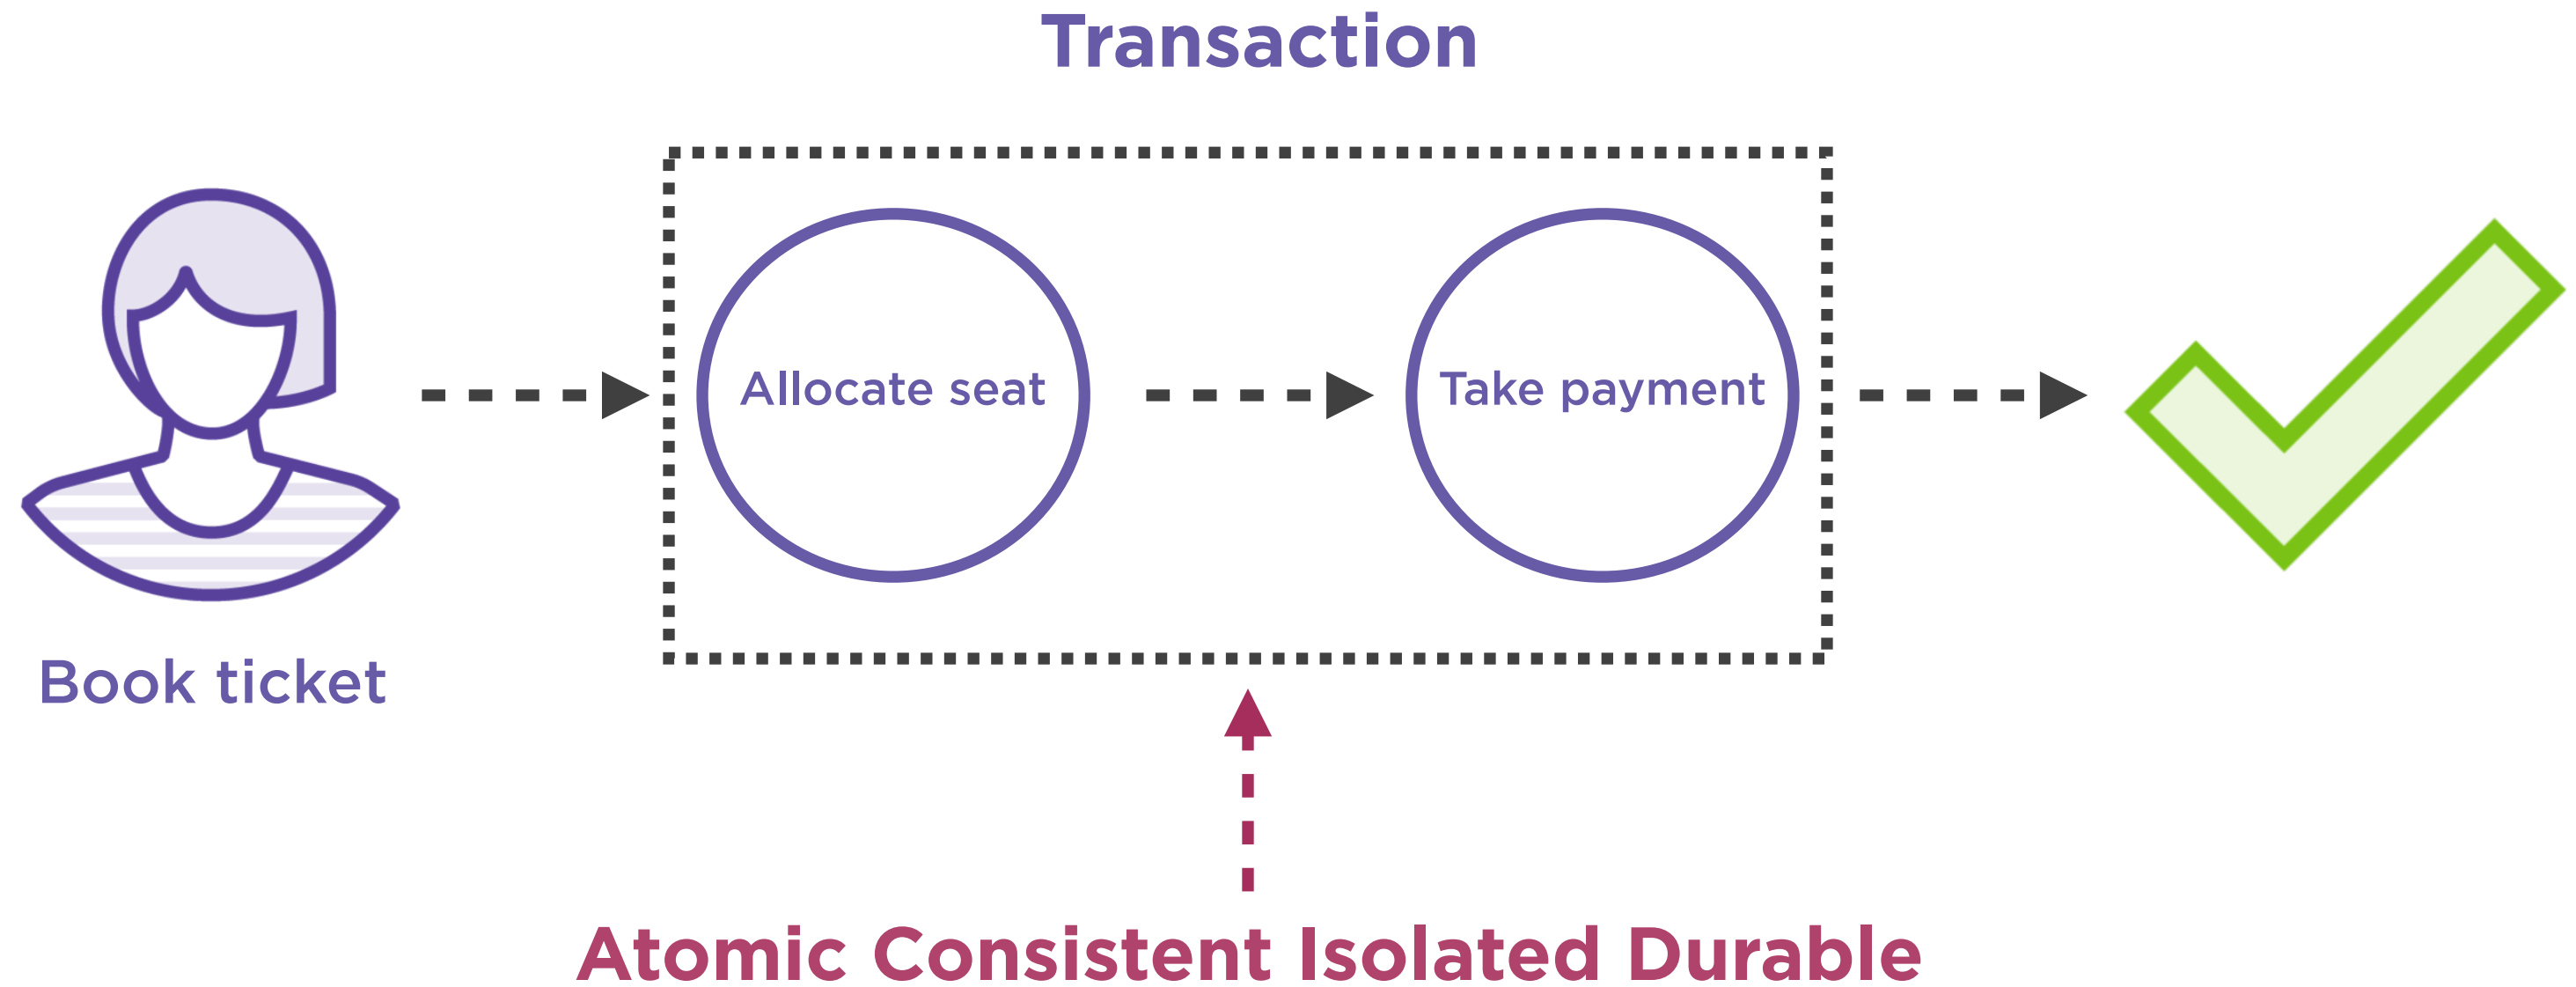 Transaction
Allocate seat
Take payment
Book ticket
Atomic Consistent Isolated Durable